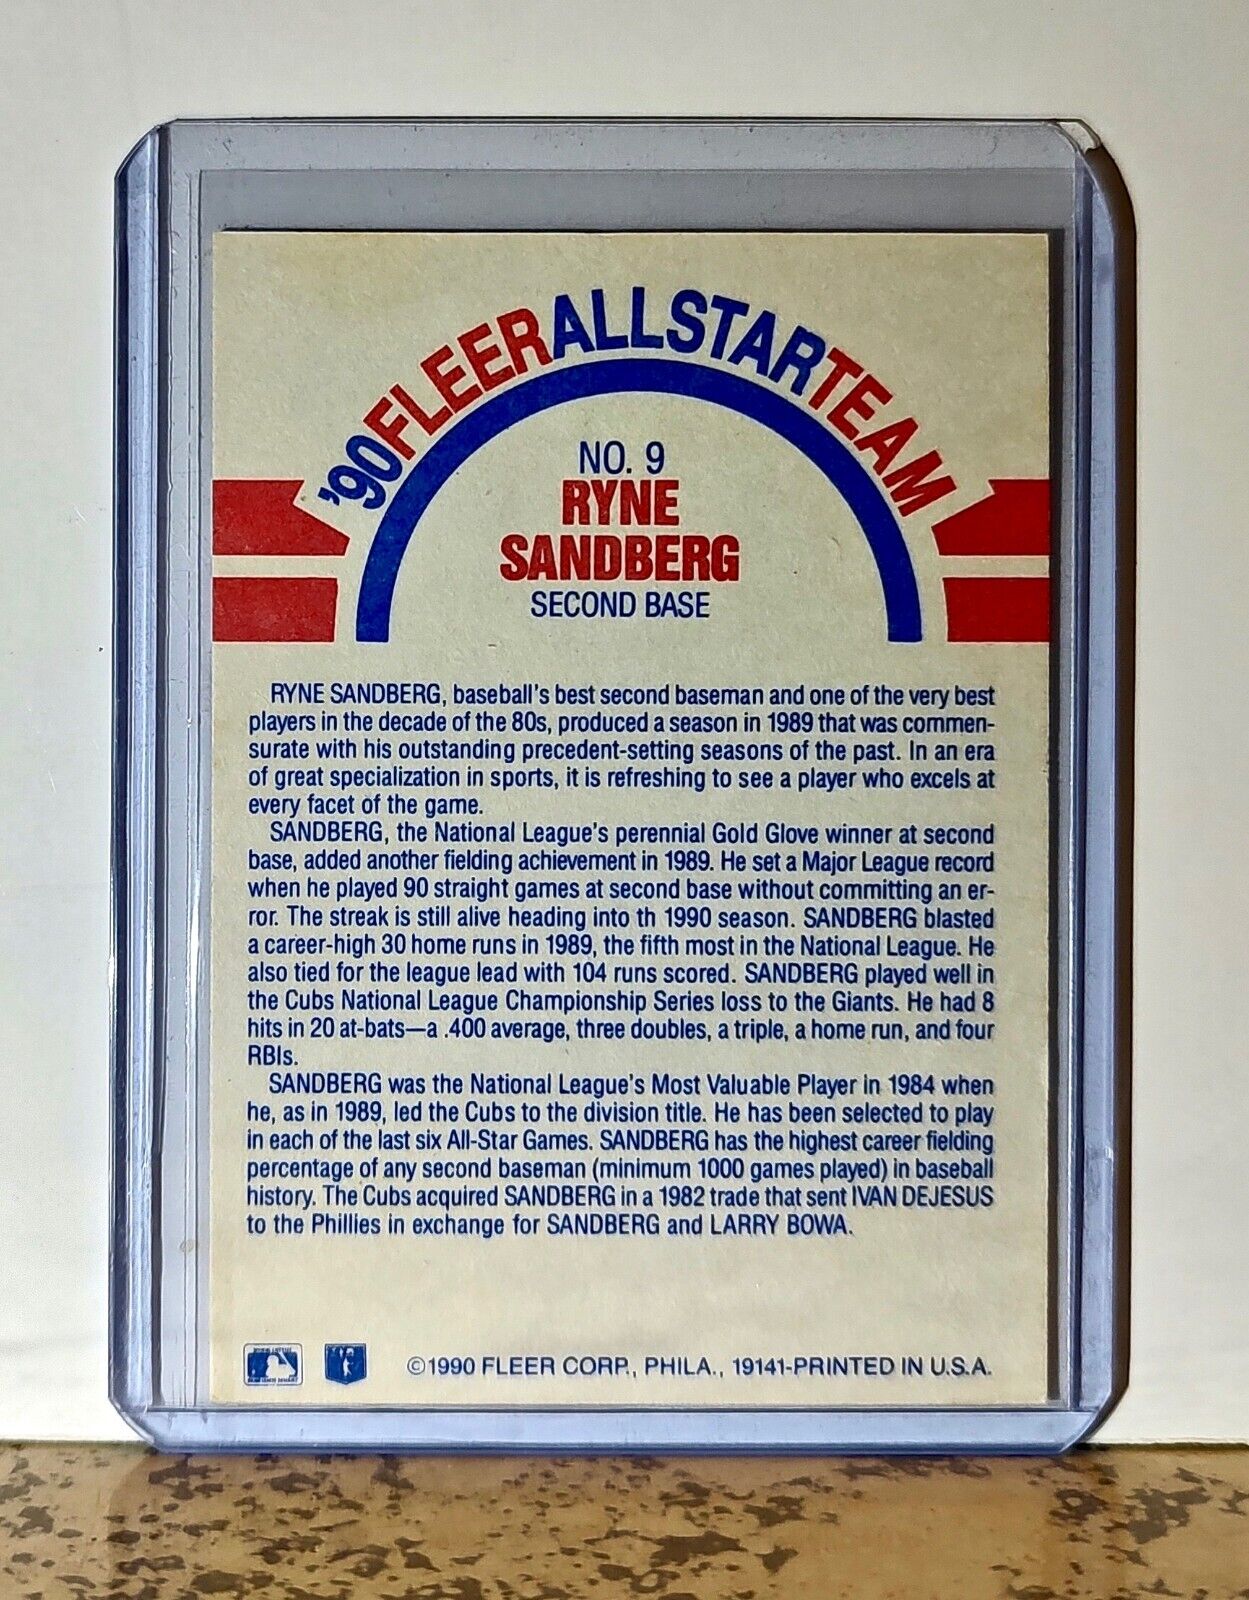 '90 FLEER ALL STAR TEAM
NO. 9
RYNE
SANDBERG
SECOND BASE
RYNE SANDBERG, baseball's best second baseman and one of the very best
players in the decade of the 80s, produced a season in 1989 that was commen-
surate with his outstanding precedent-setting seasons of the past. In an era
of great specialization in sports, it is refreshing to see a player who excels at
every facet of the game.
SANDBERG, the National League's perennial Gold Glove winner at second
base, added another fielding achievement in 1989. He set a Major League record
when he played 90 straight games at second base without committing an er-
ror. The streak is still alive heading into th 1990 season. SANDBERG blasted
a career-high 30 home runs in 1989, the fifth most in the National League. He
also tied for the league lead with 104 runs scored. SANDBERG played well in
the Cubs National League Championship Series loss to the Giants. He had 8
hits in 20 at-bats—a .400 average, three doubles, a triple, a home run, and four
RBIs.
SANDBERG was the National League's Most Valuable Player in 1984 when
he, as in 1989, led the Cubs to the division title. He has been selected to play
in each of the last six All-Star Games. SANDBERG has the highest career fielding
percentage of any second baseman (minimum 1000 games played) in baseball
history. The Cubs acquired SANDBERG in a 1982 trade that sent IVAN DEJESUS
to the Phillies in exchange for SANDBERG and LARRY BOWA.
©1990 FLEER CORP., PHILA., 19141-PRINTED IN U.S.A.